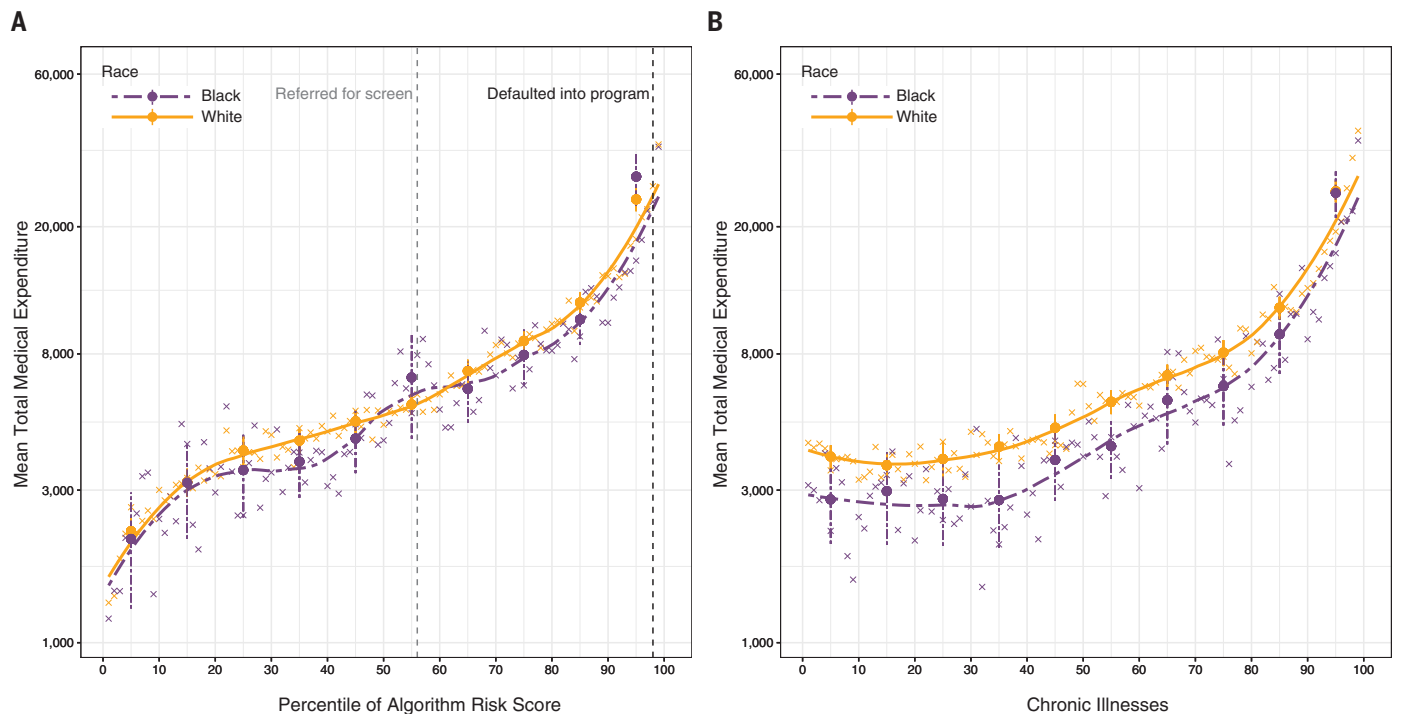 A
Race
Black
White
Referred for screen
Defaulted into program
60,000
20,000
8,000
3,000
1,000
Mean Total Medical Expenditure
0 10 20 30 40 50 60 70 80 90 100
Percentile of Algorithm Risk Score
B
Race
Black
White
60,000
20,000
8,000
3,000
1,000
Mean Total Medical Expenditure
0 10 20 30 40 50 60 70 80 90 100
Chronic Illnesses